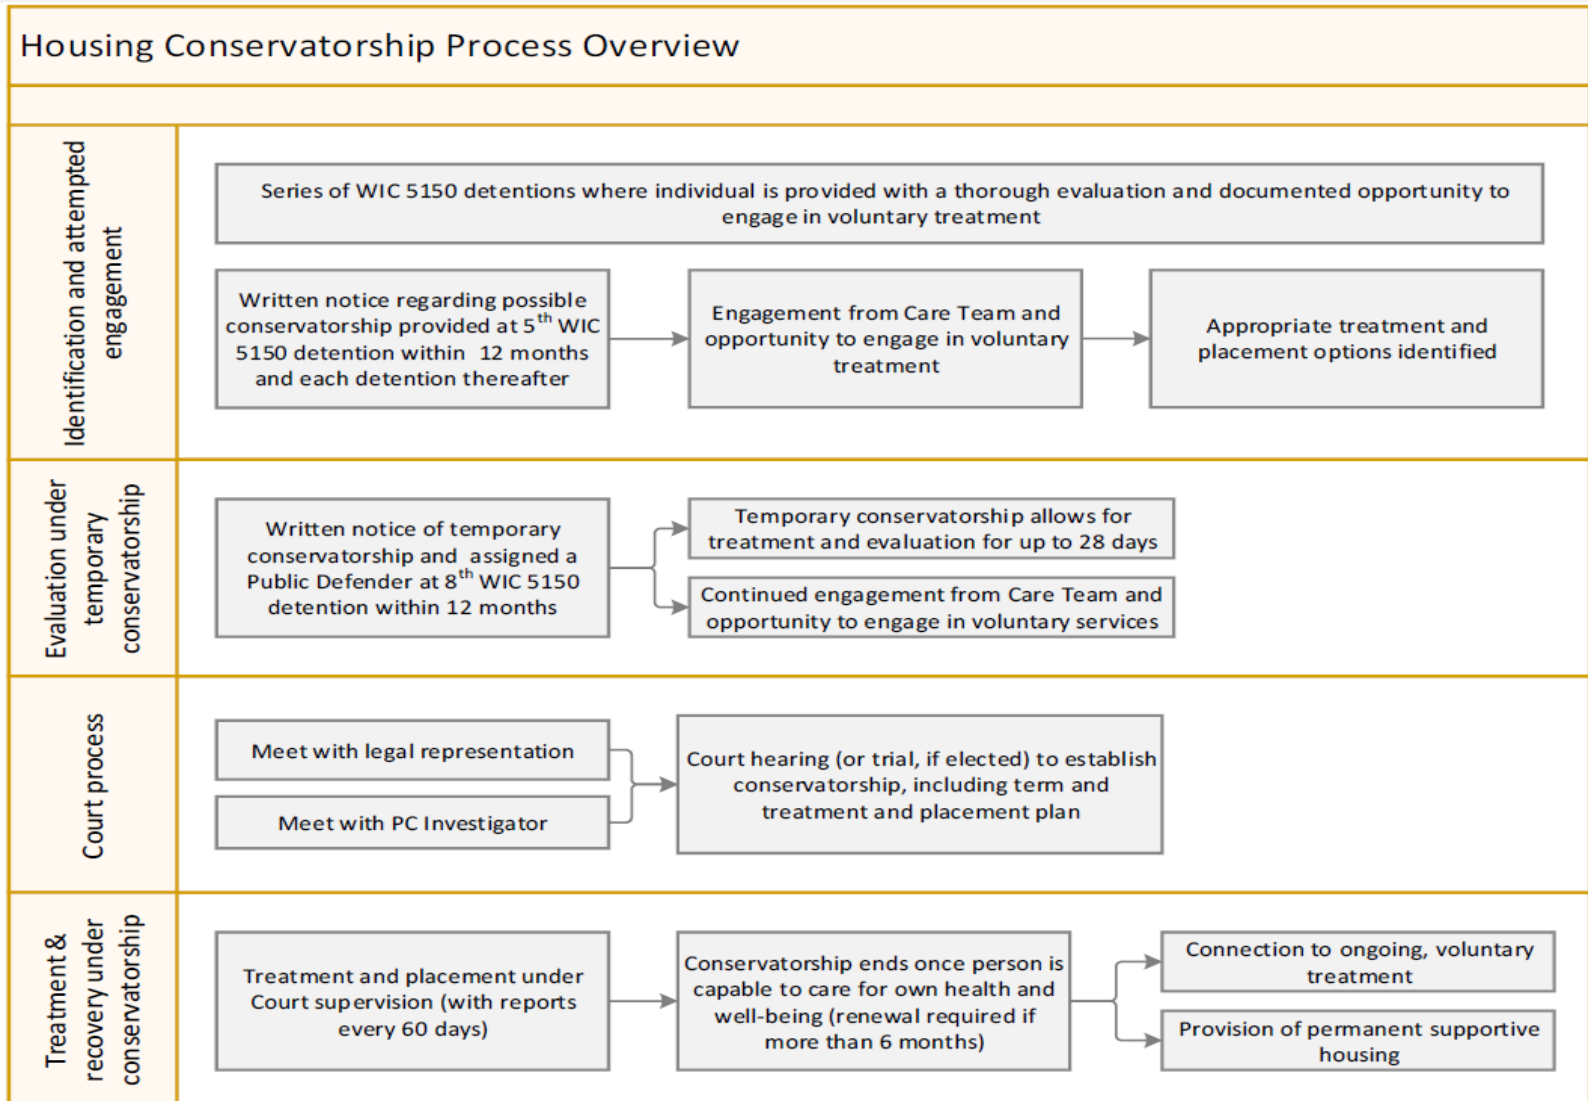 Housing Conservatorship Process Overview
Identification and attempted
engagement
Series of WIC 5150 detentions where individual is provided with a thorough evaluation and documented opportunity to
engage in voluntary treatment
Written notice regarding possible
conservatorship provided at 5th WIC
5150 detention within 12 months
and each detention thereafter
Engagement from Care Team and
opportunity to engage in voluntary
treatment
Appropriate treatment and
placement options identified
Evaluation under
temporary
conservatorship
Written notice of temporary
conservatorship and assigned a
Public Defender at 8th WIC 5150
detention within 12 months
Temporary conservatorship allows for
treatment and evaluation for up to 28 days
Continued engagement from Care Team and
opportunity to engage in voluntary services
Court process
Meet with legal representation
Meet with PC Investigator
Court hearing (or trial, if elected) to establish
conservatorship, including term and
treatment and placement plan
Treatment &
recovery under
conservatorship
Treatment and placement under
Court supervision (with reports
every 60 days)
Conservatorship ends once person is
capable to care for own health and
well-being (renewal required if
more than 6 months)
Connection to ongoing, voluntary
treatment
Provision of permanent supportive
housing